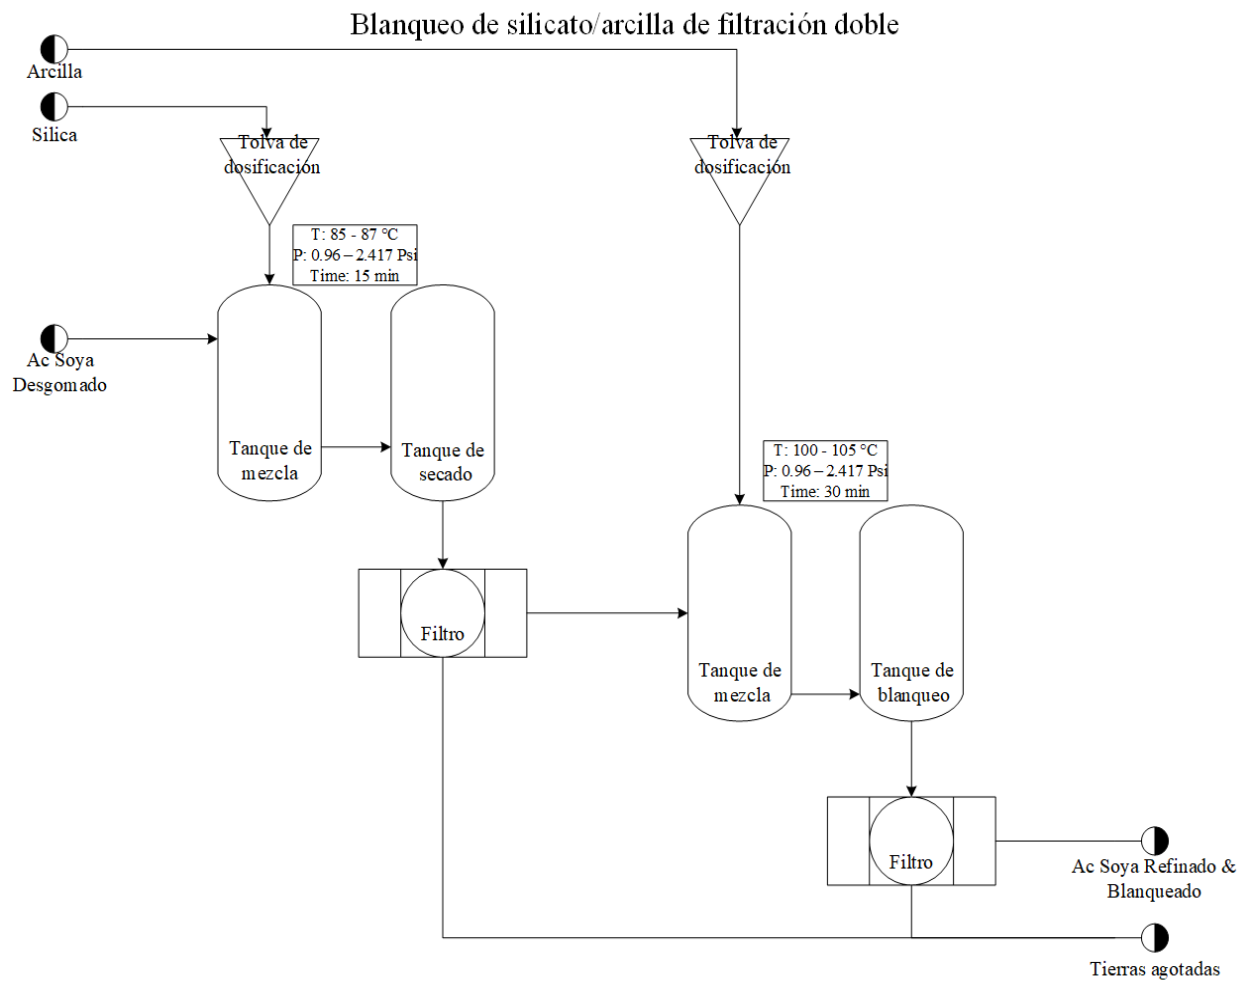 Blanqueo de silicato/arcilla de filtración doble
Arcilla
Silica
Tolva de
dosificación
Tolva de
dosificación
T: 85 - 87 °C
P: 0.96 – 2.417 Psi
Time: 15 min
Ac Soya
Desgomado
Tanque de
mezcla
Tanque de
secado
T: 100 - 105 °C
P: 0.96 – 2.417 Psi
Time: 30 min
Filtro
Tanque de
mezcla
Tanque de
blanqueo
Filtro
Ac Soya Refinado &
Blanqueado
Tierras agotadas